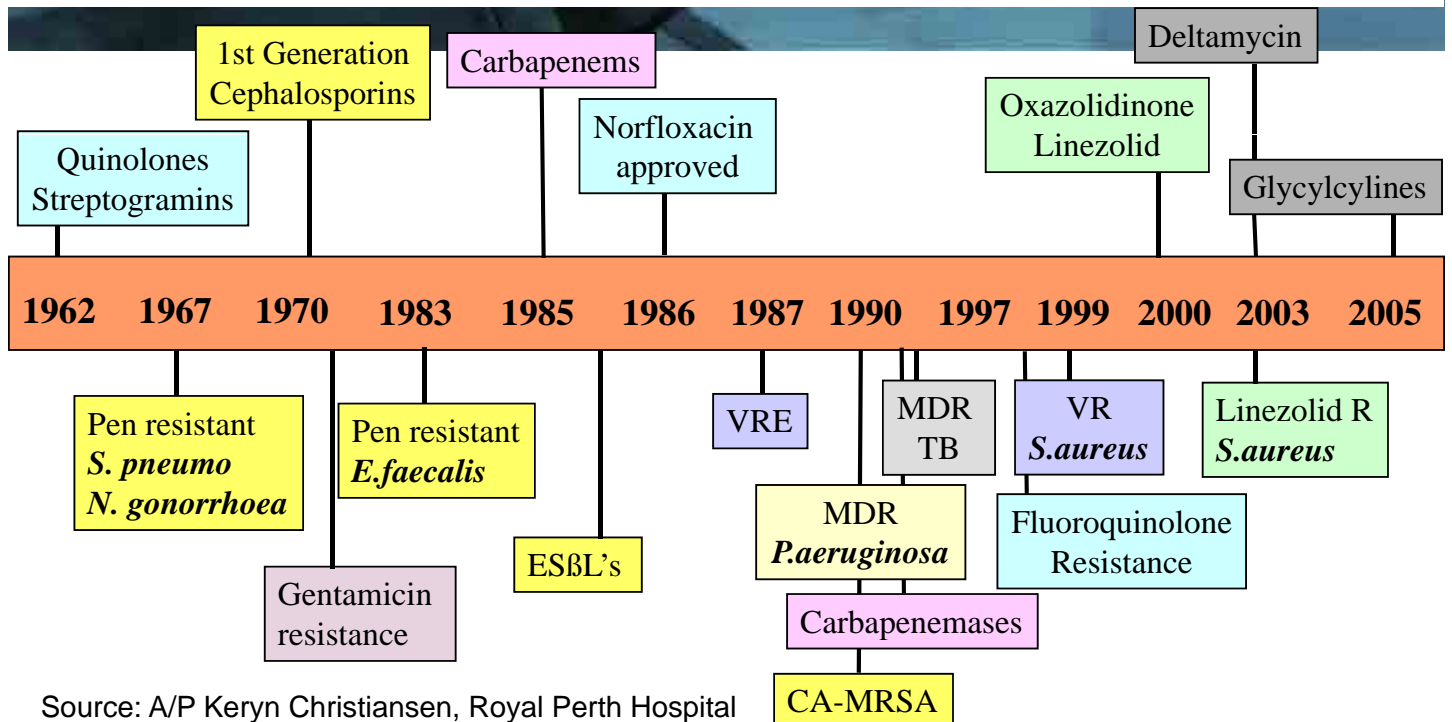 1st Generation
Cephalosporins
Carbapenems
Deltamycin
Quinolones
Streptogramins
Norfloxacin
approved
Oxazolidinone
Linezolid
Glycylcylines
1962 1967 1970 1983 1985 1986 1987 1990 1997 1999 2000 2003 2005
Pen resistant
S. pneumo
N. gonorrhoea
Gentamicin
resistance
Pen resistant
E.faecalis
ESßL’s
VRE
MDR
P.aeruginosa
MDR
TB
Carbapenemases
CA-MRSA
VR
S.aureus
Fluoroquinolone
Resistance
Linezolid R
S.aureus
Source: A/P Keryn Christiansen, Royal Perth Hospital